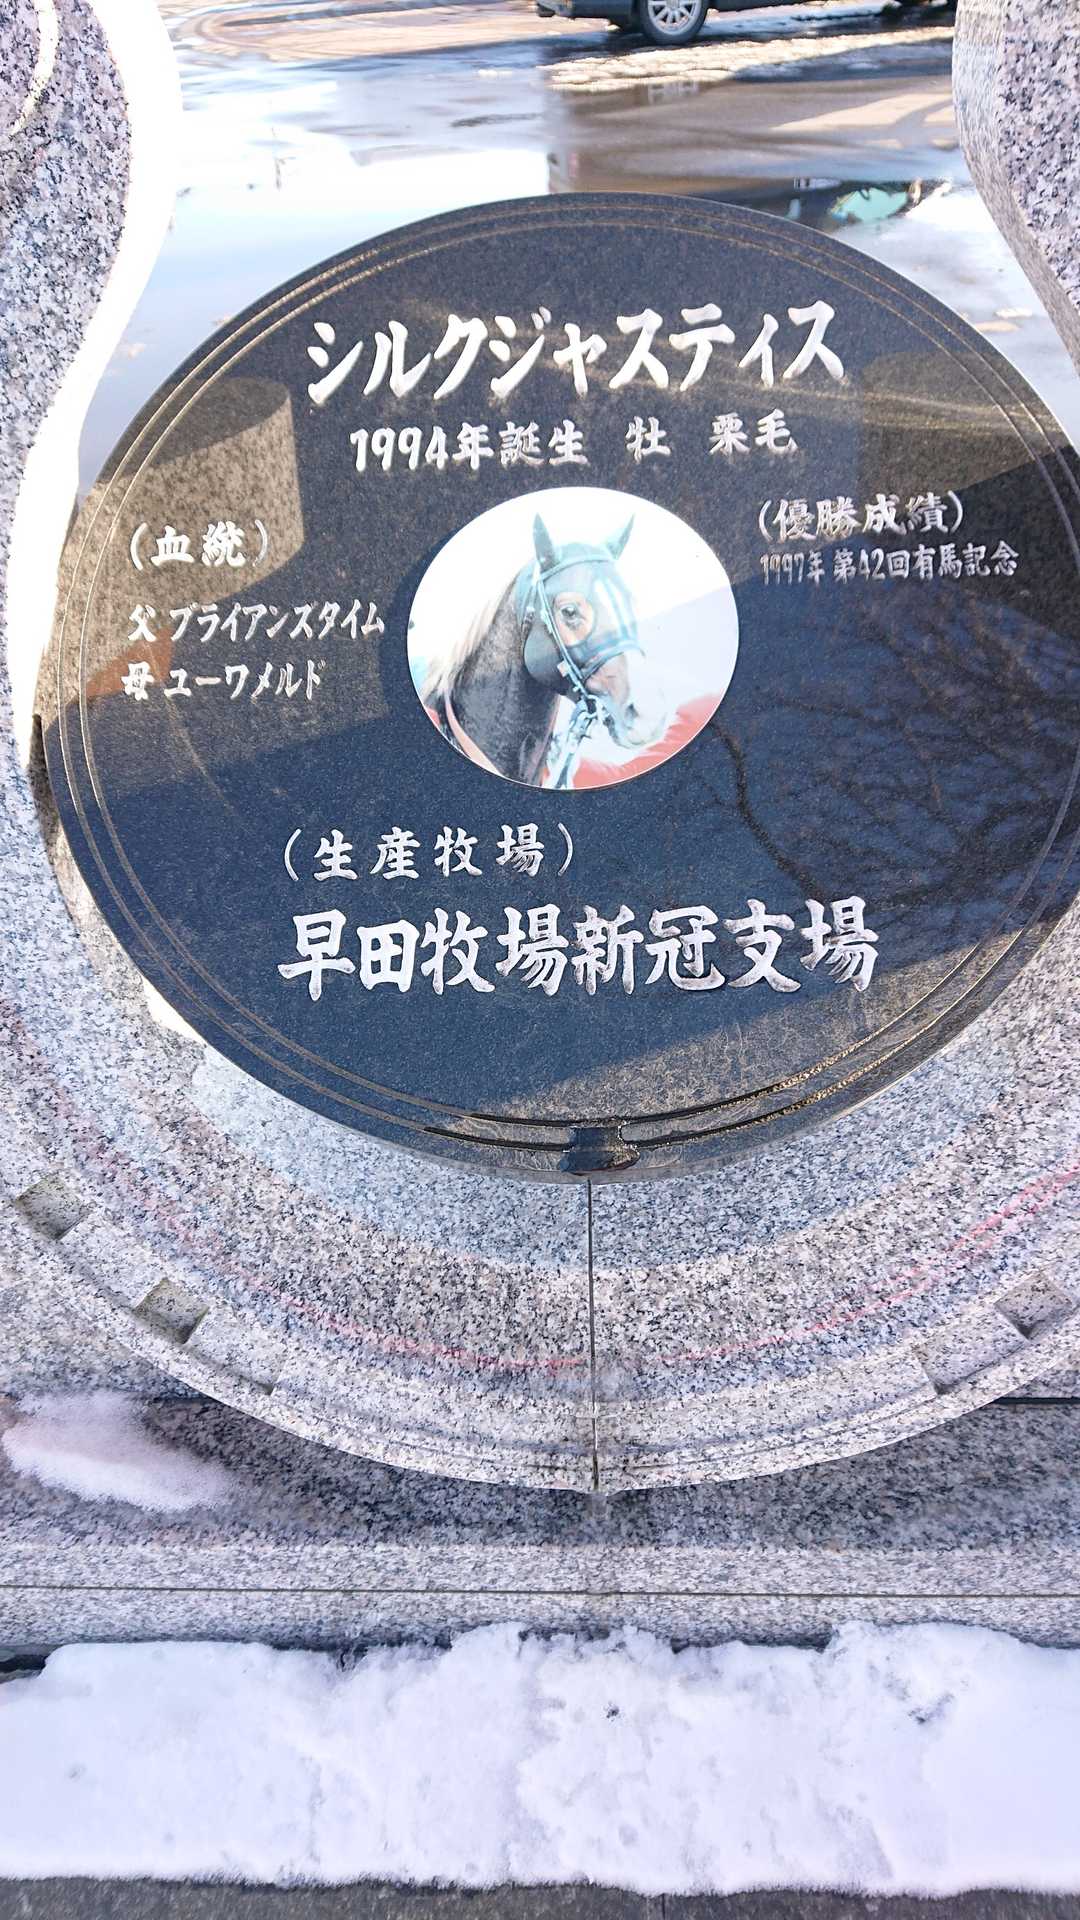 シルクジャスティス
1994年誕生 牡 栗毛
(血統)
父 ブライアンズタイム
母 ユーワメルド
(優勝成績)
1997年 第42回有馬記念
(生産牧場)
早田牧場新冠支場